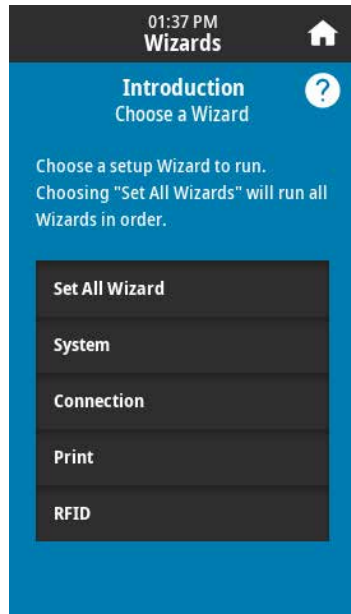 01:37 PM
Wizards
Introduction
?
Choose a Wizard
Choose a setup Wizard to run.
Choosing "Set All Wizards" will run all
Wizards in order.
Set All Wizard
System
Connection
Print
RFID